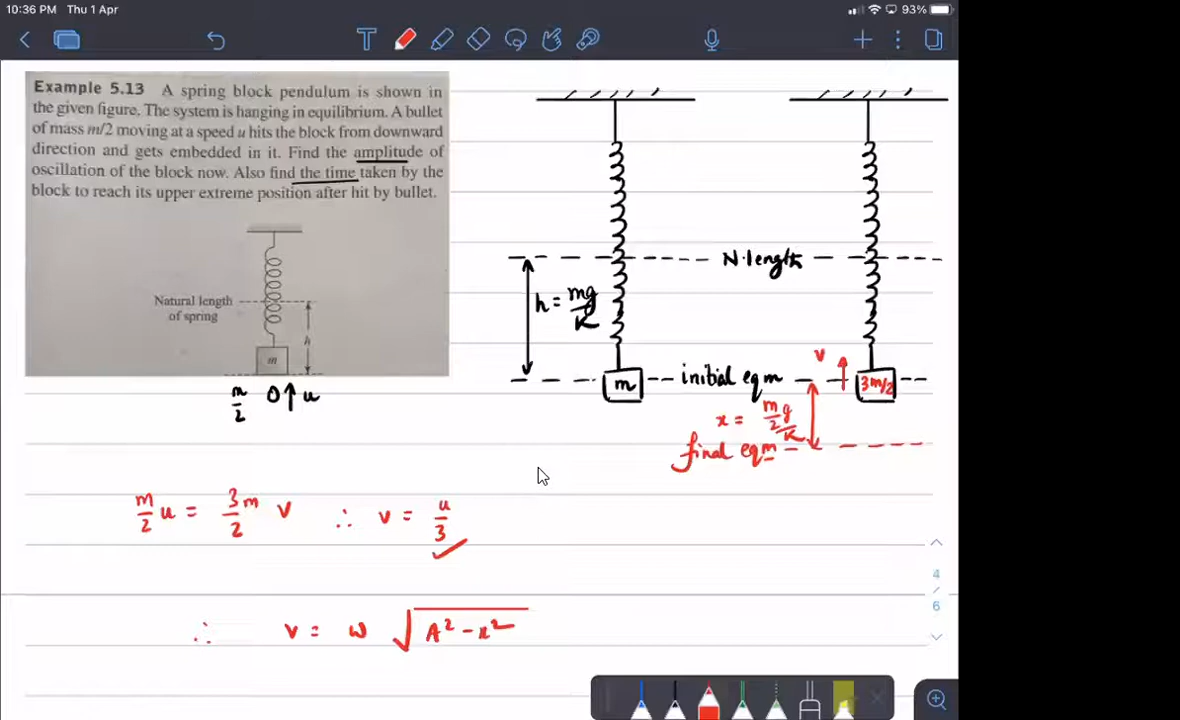 10:36 PM Thu 1 Apr
93%
Example 5.13 A spring block pendulum is shown in
the given figure. The system is hanging in equilibrium. A bullet
of mass m/2 moving at a speed u hits the block from downward
direction and gets embedded in it. Find the amplitude of
oscillation of the block now. Also find the time taken by the
block to reach its upper extreme position after hit by bullet.
Natural length
of spring
h
m
m/2 u
N.length
h = mg/K
m
initial eqm
v
3m/2
x = m/2 g/K
final eqm
m/2 u = 3m/2 v ∴ v = u/3
∴ v = ω √(A² - x²)
4
/
6
T